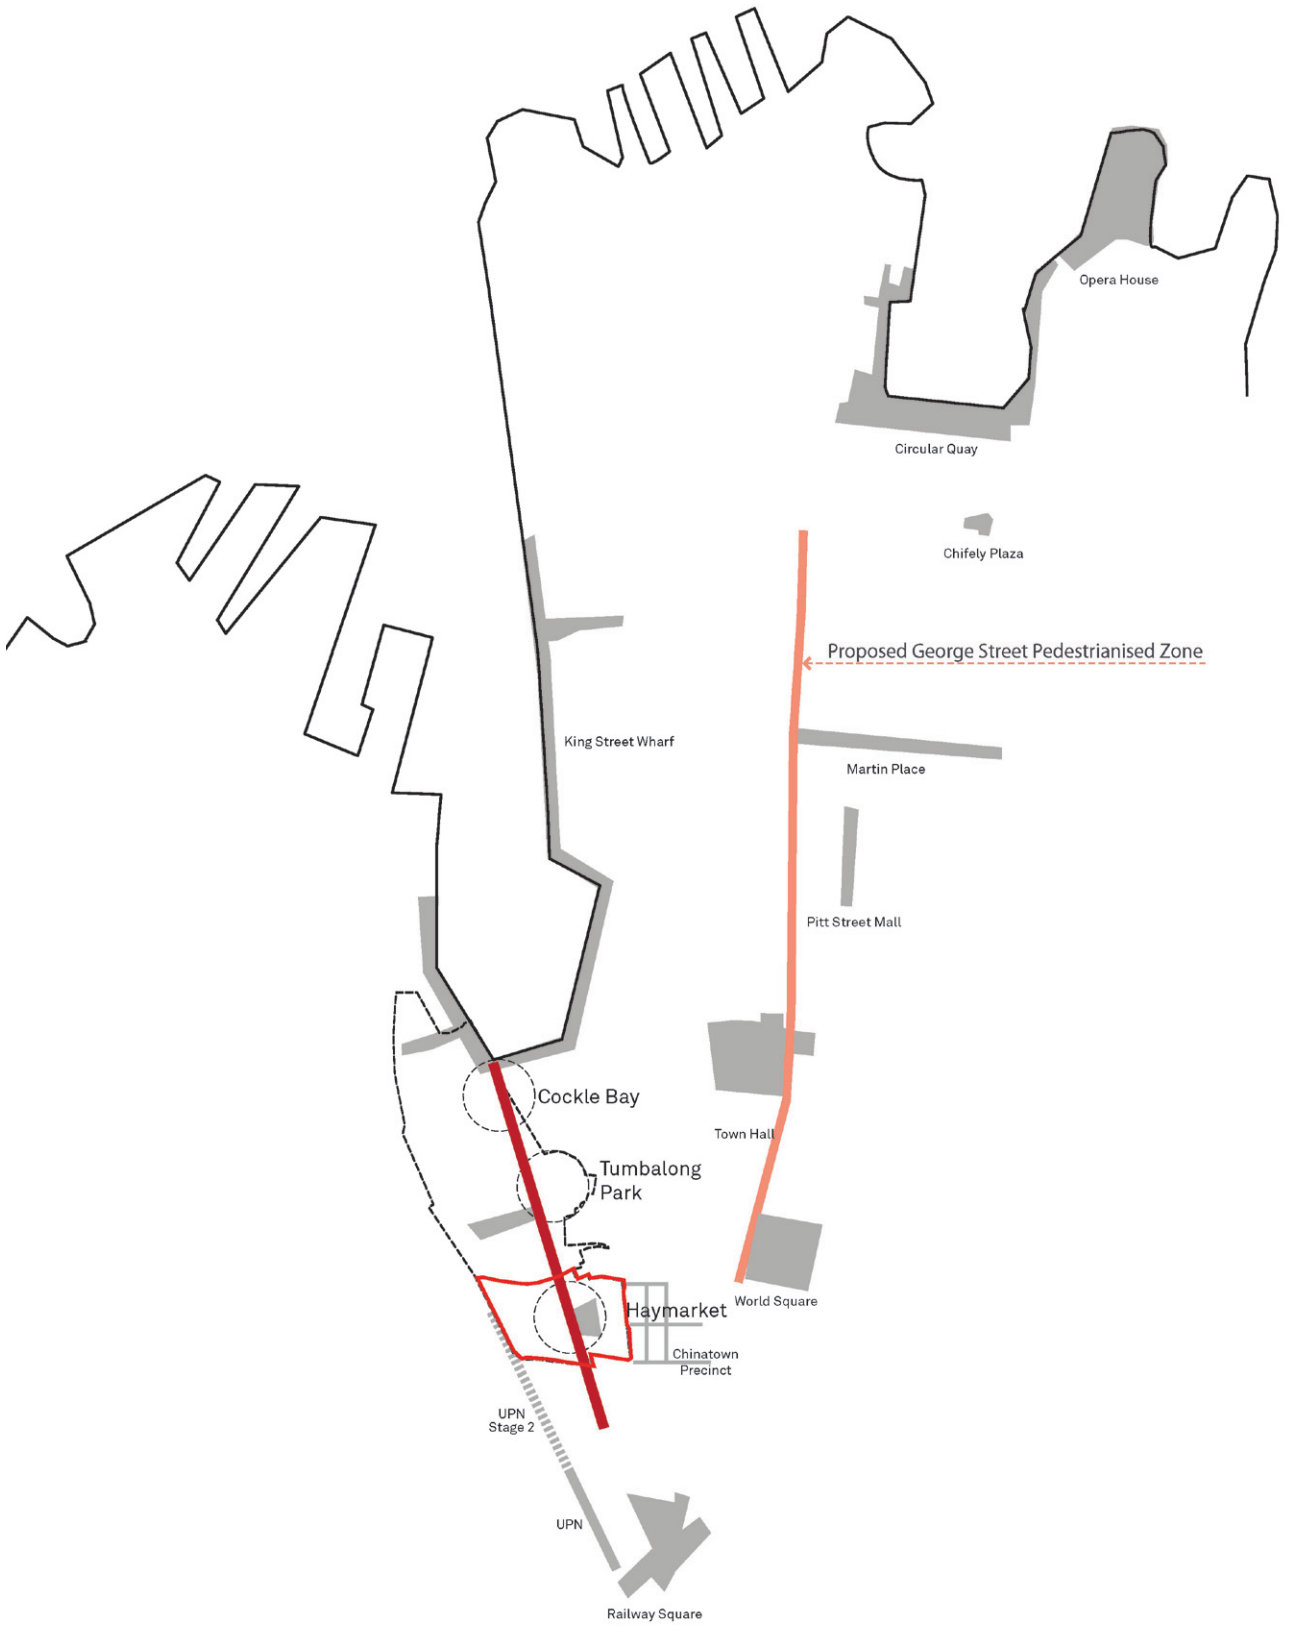 Opera House
Circular Quay
Chifely Plaza
Proposed George Street Pedestrianised Zone
King Street Wharf
Martin Place
Pitt Street Mall
Cockle Bay
Town Hall
Tumbalong
Park
World Square
Haymarket
Chinatown
Precinct
UPN
Stage 2
UPN
Railway Square